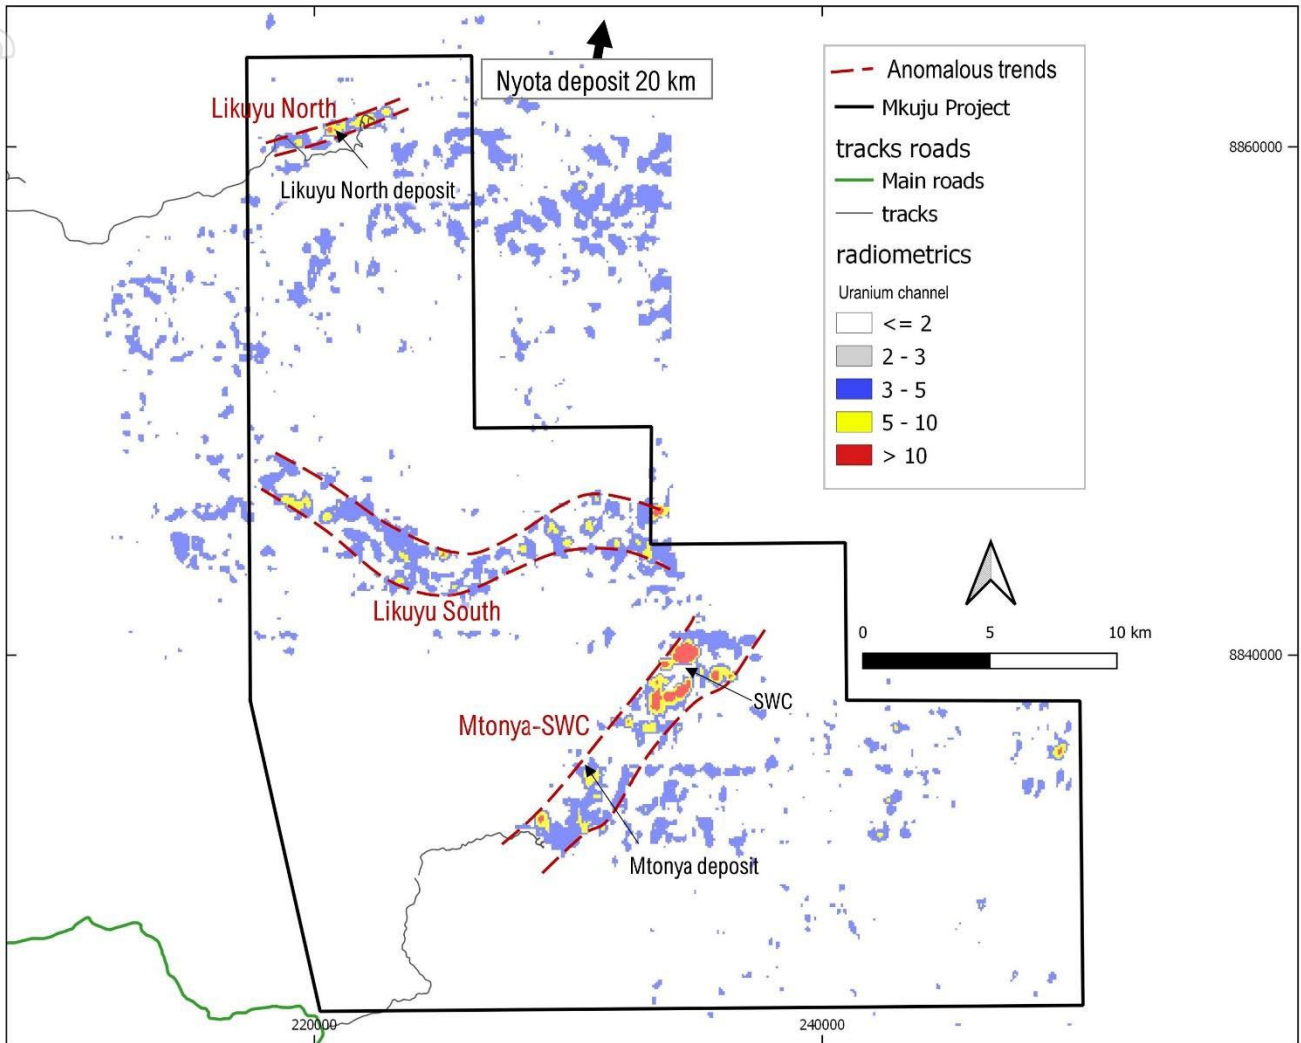 Nyota deposit 20 km
Likuyu North
Likuyu North deposit
Anomalous trends
Mkuju Project
tracks roads
Main roads
tracks
radiometrics
Uranium channel
<= 2
2 - 3
3 - 5
5 - 10
> 10
8860000
Likuyu South
0 5 10 km
8840000
SWC
Mtonya-SWC
Mtonya deposit
220000
240000